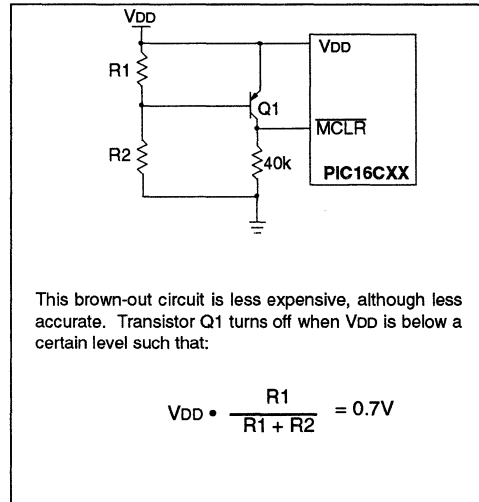 VDD
VDD
R1
Q1
MCLR
R2
40k
PIC16CXX
This brown-out circuit is less expensive, although less
accurate. Transistor Q1 turns off when VDD is below a
certain level such that:
VDD • R1 / R1 + R2 = 0.7V